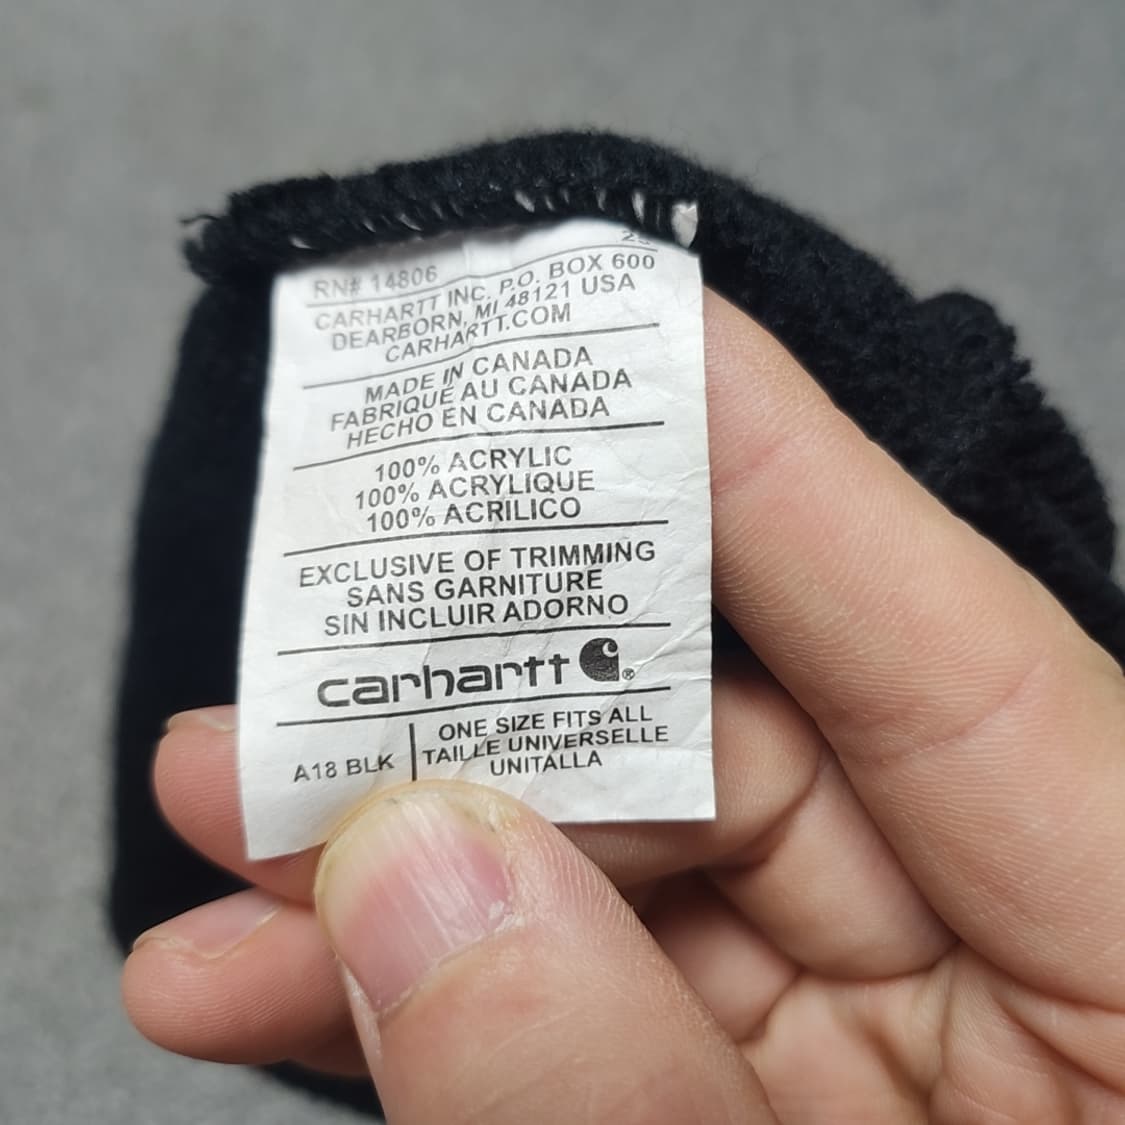 RN# 14806
CARHARTT INC. P.O. BOX 600
DEARBORN, MI 48121 USA
CARHARTT.COM
MADE IN CANADA
FABRIQUÉ AU CANADA
HECHO EN CANADA
100% ACRYLIC
100% ACRYLIQUE
100% ACRILICO
EXCLUSIVE OF TRIMMING
SANS GARNITURE
SIN INCLUIR ADORNO
carhartt ®
A18 BLK
ONE SIZE FITS ALL
TAILLE UNIVERSELLE
UNITALLA